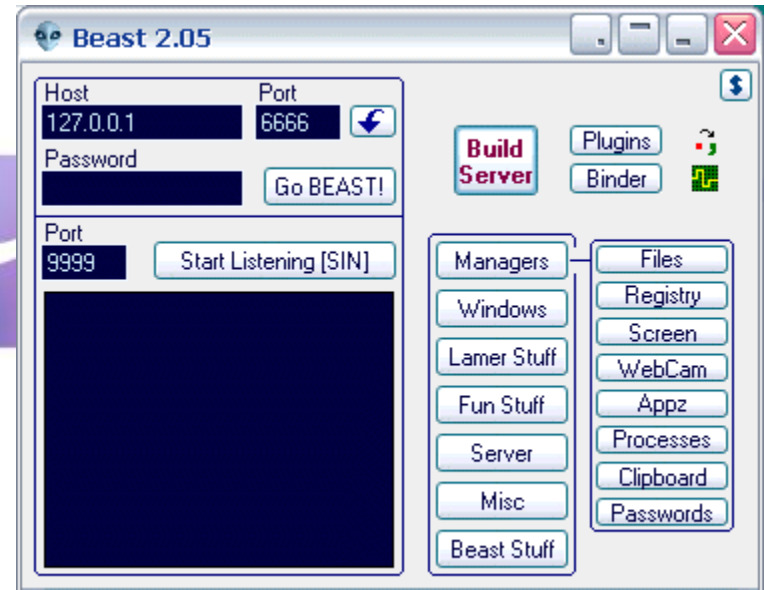 Beast 2.05
$
Host Port
127.0.0.1 6666
Password
Go BEAST!
Port
9999 Start Listening [SIN]
Build
Server
Plugins
Binder
Managers
Windows
Lamer Stuff
Fun Stuff
Server
Misc
Beast Stuff
Files
Registry
Screen
WebCam
Appz
Processes
Clipboard
Passwords